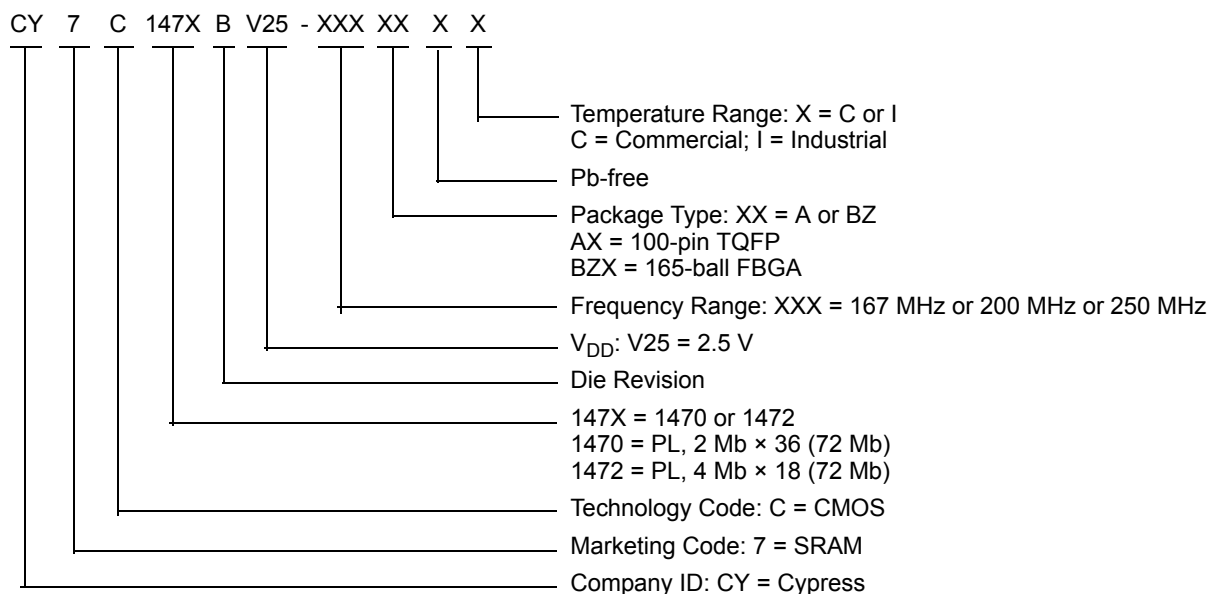 CY 7 C 147X B V25 - XXX XX X X
Temperature Range: X = C or I
C = Commercial; I = Industrial
Pb-free
Package Type: XX = A or BZ
AX = 100-pin TQFP
BZX = 165-ball FBGA
Frequency Range: XXX = 167 MHz or 200 MHz or 250 MHz
VDD: V25 = 2.5 V
Die Revision
147X = 1470 or 1472
1470 = PL, 2 Mb × 36 (72 Mb)
1472 = PL, 4 Mb × 18 (72 Mb)
Technology Code: C = CMOS
Marketing Code: 7 = SRAM
Company ID: CY = Cypress